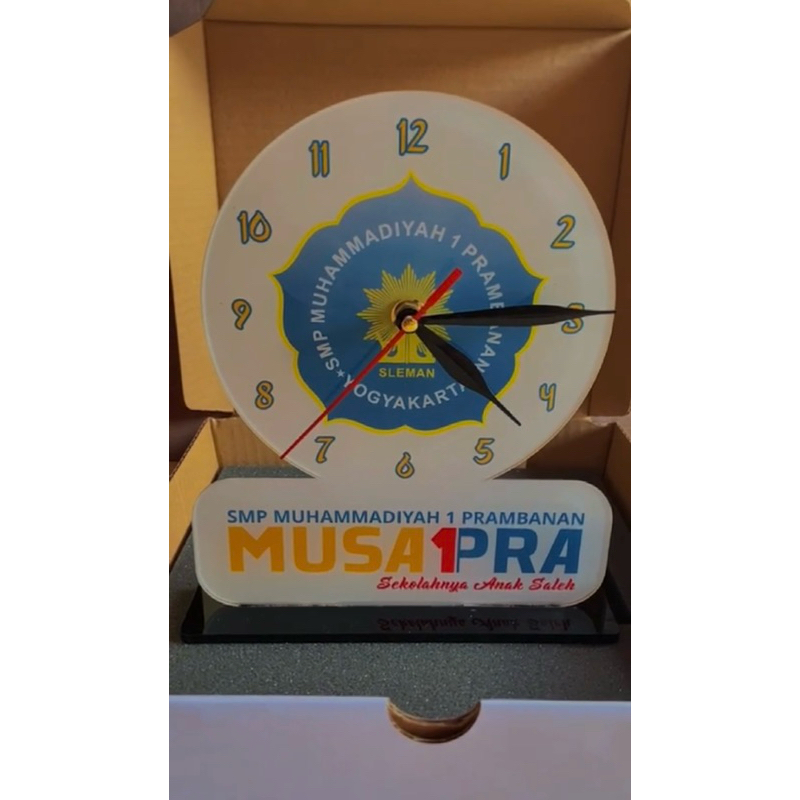 12
11
1
10
2
9
3
8
4
7
5
6
SMP MUHAMMADIYAH 1 PRAMBANAN
SLEMAN
YOGYAKARTA
SMP MUHAMMADIYAH 1 PRAMBANAN
MUSA1PRA
Sekolahnya Anak Saleh